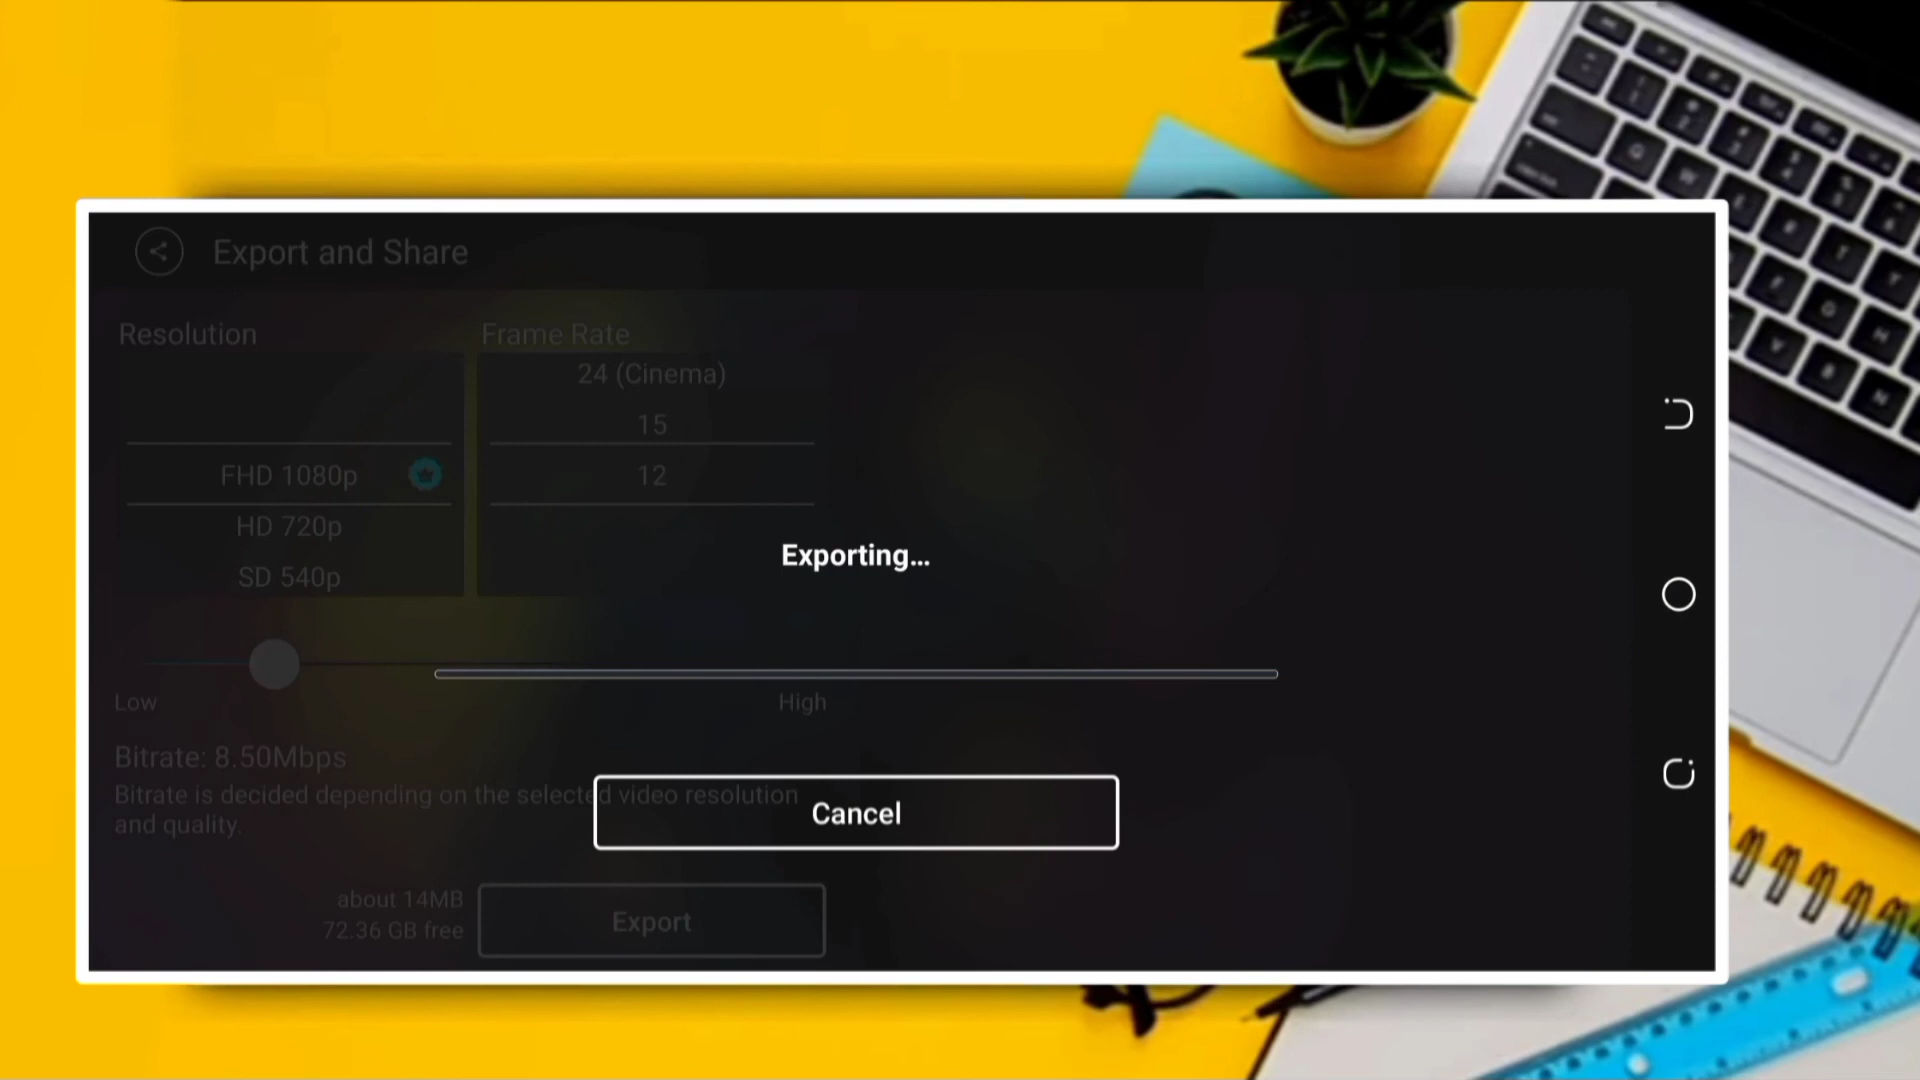 Export and Share
Resolution
Frame Rate
24 (Cinema)
15
FHD 1080p
12
HD 720p
SD 540p
Exporting...
Low
High
Bitrate: 8.50Mbps
Bitrate is decided depending on the selected video resolution
and quality.
Cancel
about 14MB
72.36 GB free
Export